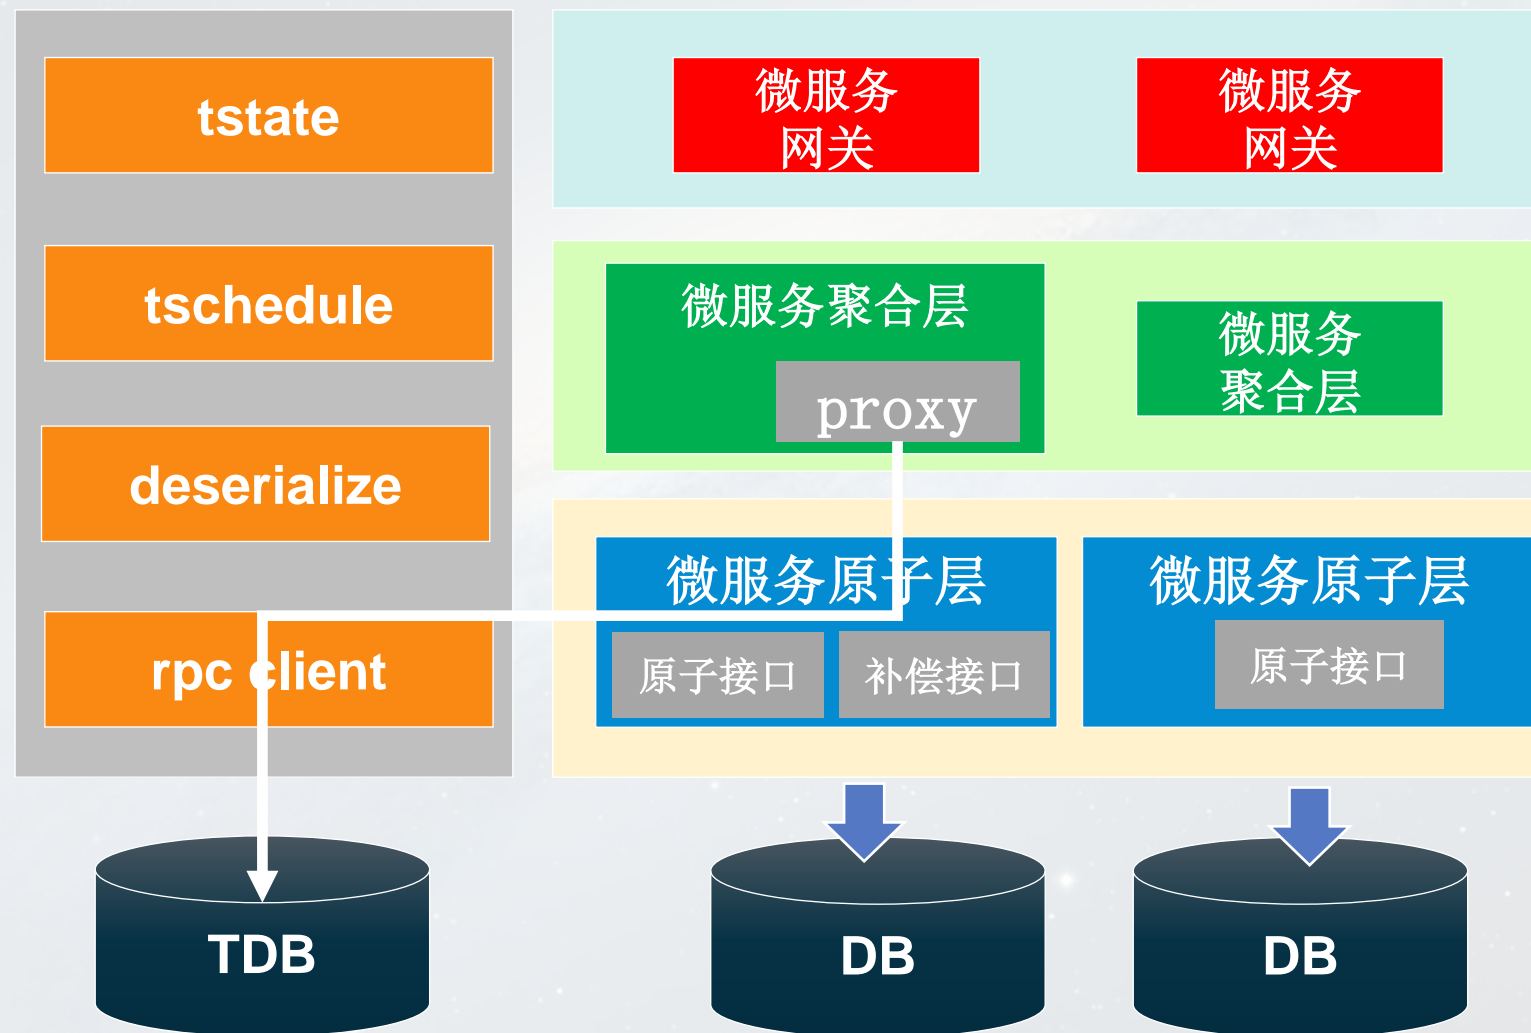 tstate
tschedule
deserialize
rpc client
TDB
微服务
网关
微服务
网关
微服务聚合层
proxy
微服务
聚合层
微服务原子层
原子接口
补偿接口
微服务原子层
原子接口
DB
DB